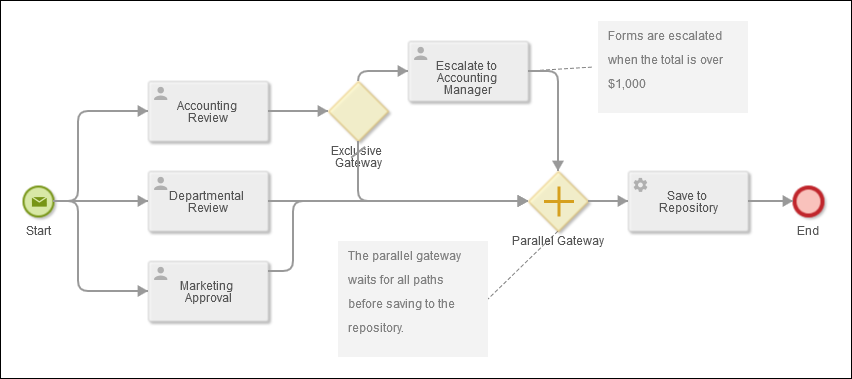 Forms are escalated
when the total is over
$1,000
Escalate to
Accounting
Manager
Accounting
Review
Exclusive
Gateway
Departmental
Review
Save to
Repository
Start
Parallel Gateway
End
The parallel gateway
waits for all paths
before saving to the
repository.
Marketing
Approval